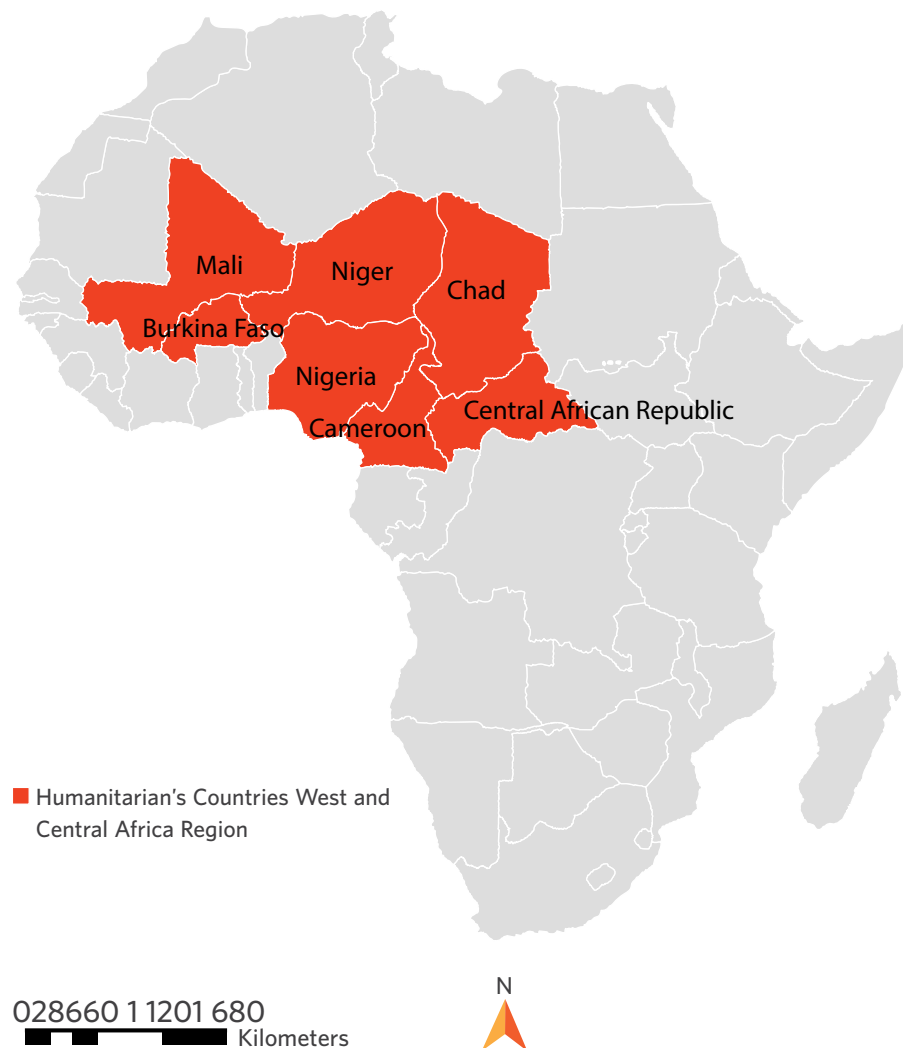 Mali
Niger
Chad
Burkina Faso
Nigeria
Central African Republic
Cameroon
Humanitarian's Countries West and
Central Africa Region
N
028660 1 1201 680
Kilometers